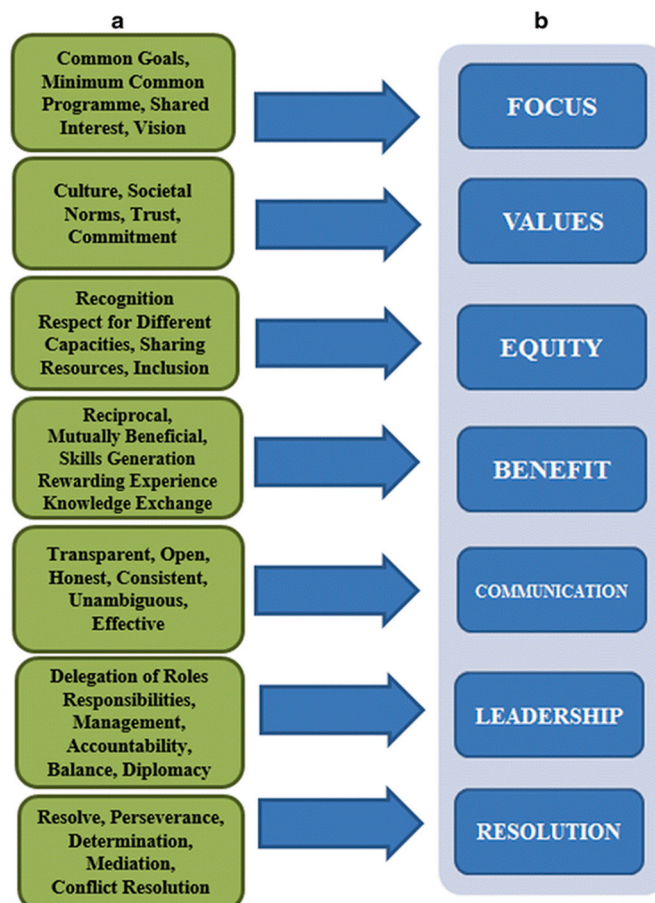 a
b
Common Goals,
Minimum Common
Programme, Shared
Interest, Vision
FOCUS
Culture, Societal
Norms, Trust,
Commitment
VALUES
Recognition
Respect for Different
Capacities, Sharing
Resources, Inclusion
EQUITY
Reciprocal,
Mutually Beneficial,
Skills Generation
Rewarding Experience
Knowledge Exchange
BENEFIT
Transparent, Open,
Honest, Consistent,
Unambiguous,
Effective
COMMUNICATION
Delegation of Roles
Responsibilities,
Management,
Accountability,
Balance, Diplomacy
LEADERSHIP
Resolve, Perseverance,
Determination,
Mediation,
Conflict Resolution
RESOLUTION